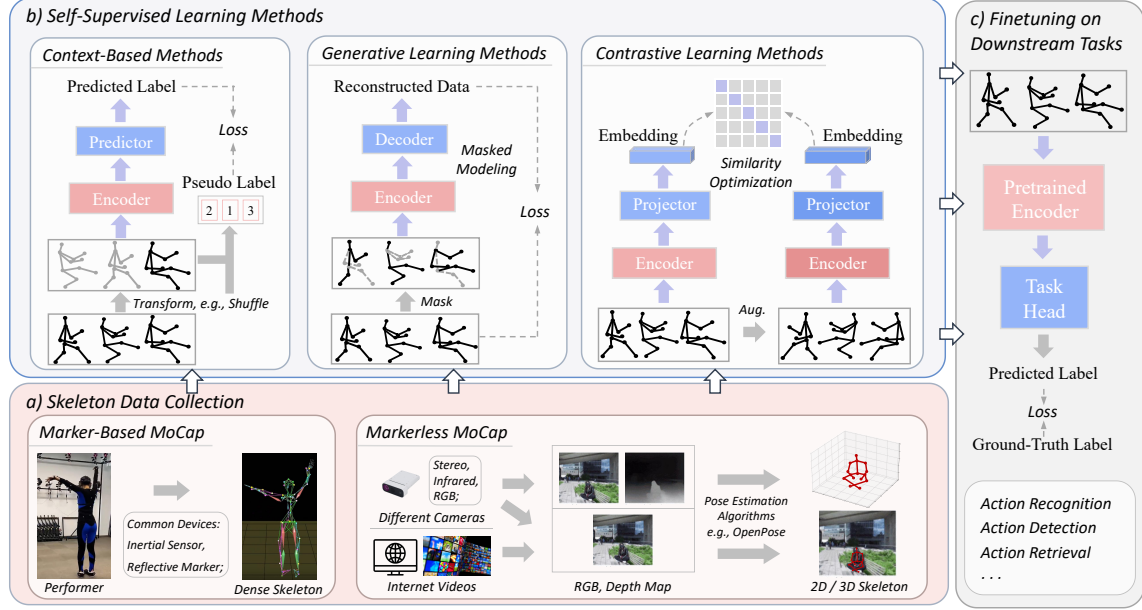 b) Self-Supervised Learning Methods
Context-Based Methods
Predicted Label
Loss
Predictor
Pseudo Label
Encoder
2 1 3
Transform, e.g., Shuffle
Generative Learning Methods
Reconstructed Data
Decoder
Masked
Modeling
Encoder
Loss
Mask
Contrastive Learning Methods
Embedding
Embedding
Similarity
Optimization
Projector
Projector
Encoder
Encoder
Aug.
a) Skeleton Data Collection
Marker-Based MoCap
Common Devices:
Inertial Sensor,
Reflective Marker;
Performer
Dense Skeleton
Markerless MoCap
Stereo,
Infrared,
RGB;
Different Cameras
Internet Videos
RGB, Depth Map
Pose Estimation
Algorithms
e.g., OpenPose
2D / 3D Skeleton
c) Finetuning on
Downstream Tasks
Pretrained
Encoder
Task
Head
Predicted Label
Loss
Ground-Truth Label
Action Recognition
Action Detection
Action Retrieval
. . .